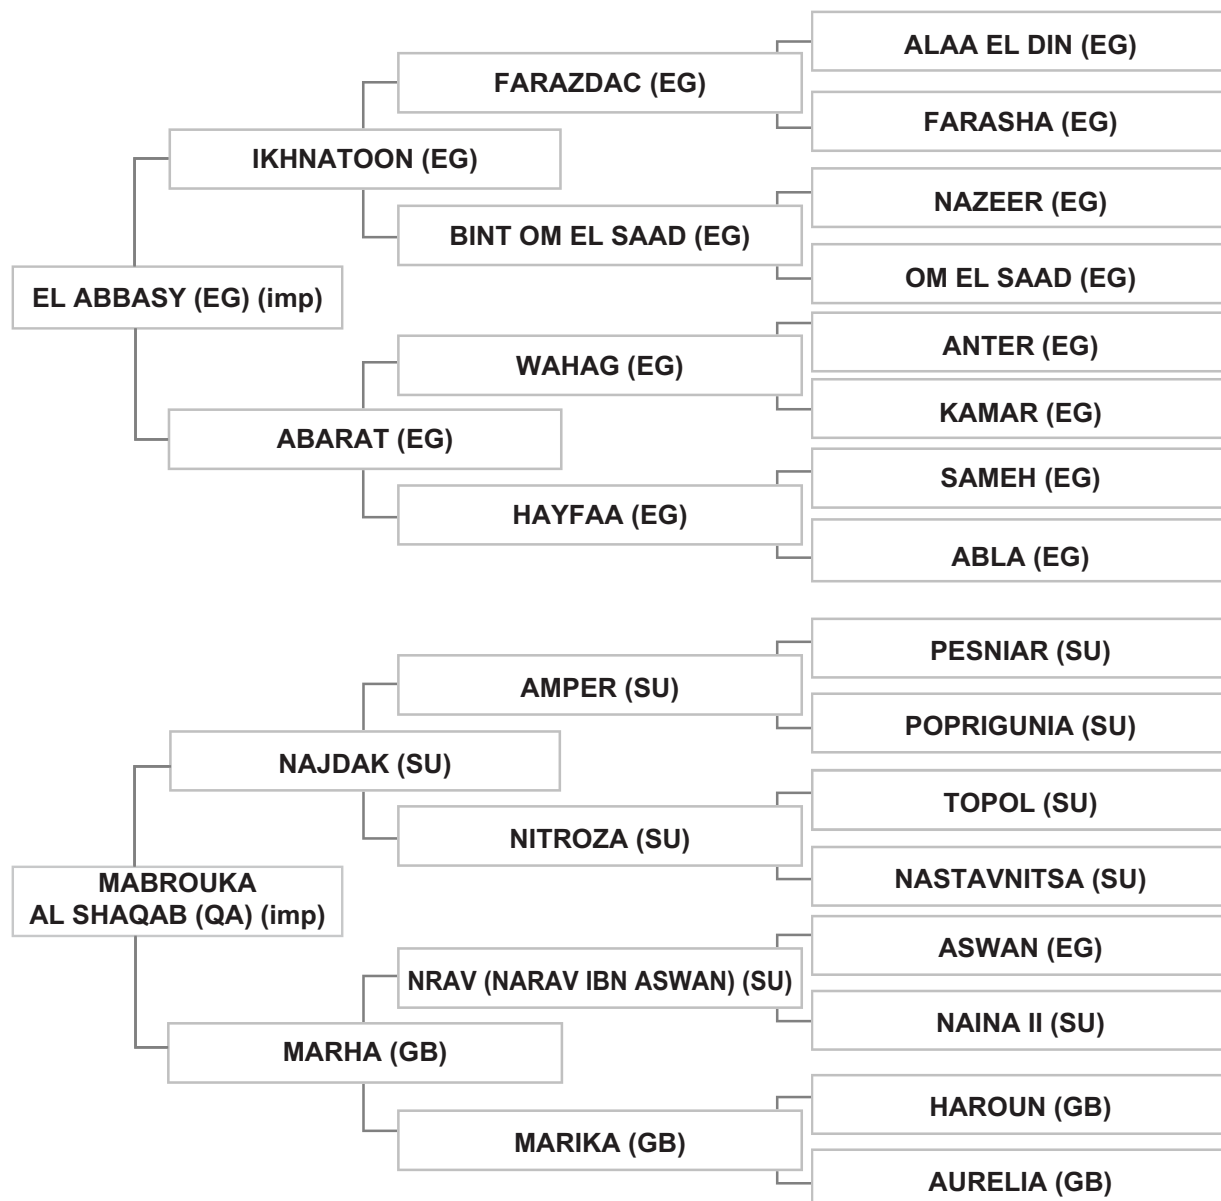 ALAA EL DIN (EG)
FARAZDAC (EG)
FARASHA (EG)
IKHNATOON (EG)
NAZEER (EG)
BINT OM EL SAAD (EG)
OM EL SAAD (EG)
EL ABBASY (EG) (imp)
ANTER (EG)
WAHAG (EG)
KAMAR (EG)
ABARAT (EG)
SAMEH (EG)
HAYFAA (EG)
ABLA (EG)
PESNIAR (SU)
AMPER (SU)
POPRIGUNIA (SU)
NAJDAK (SU)
TOPOL (SU)
NITROZA (SU)
NASTAVNITSA (SU)
MABROUKA
AL SHAQAB (QA) (imp)
ASWAN (EG)
NRAV (NARAV IBN ASWAN) (SU)
NAINA II (SU)
MARHA (GB)
HAROUN (GB)
MARIKA (GB)
AURELIA (GB)